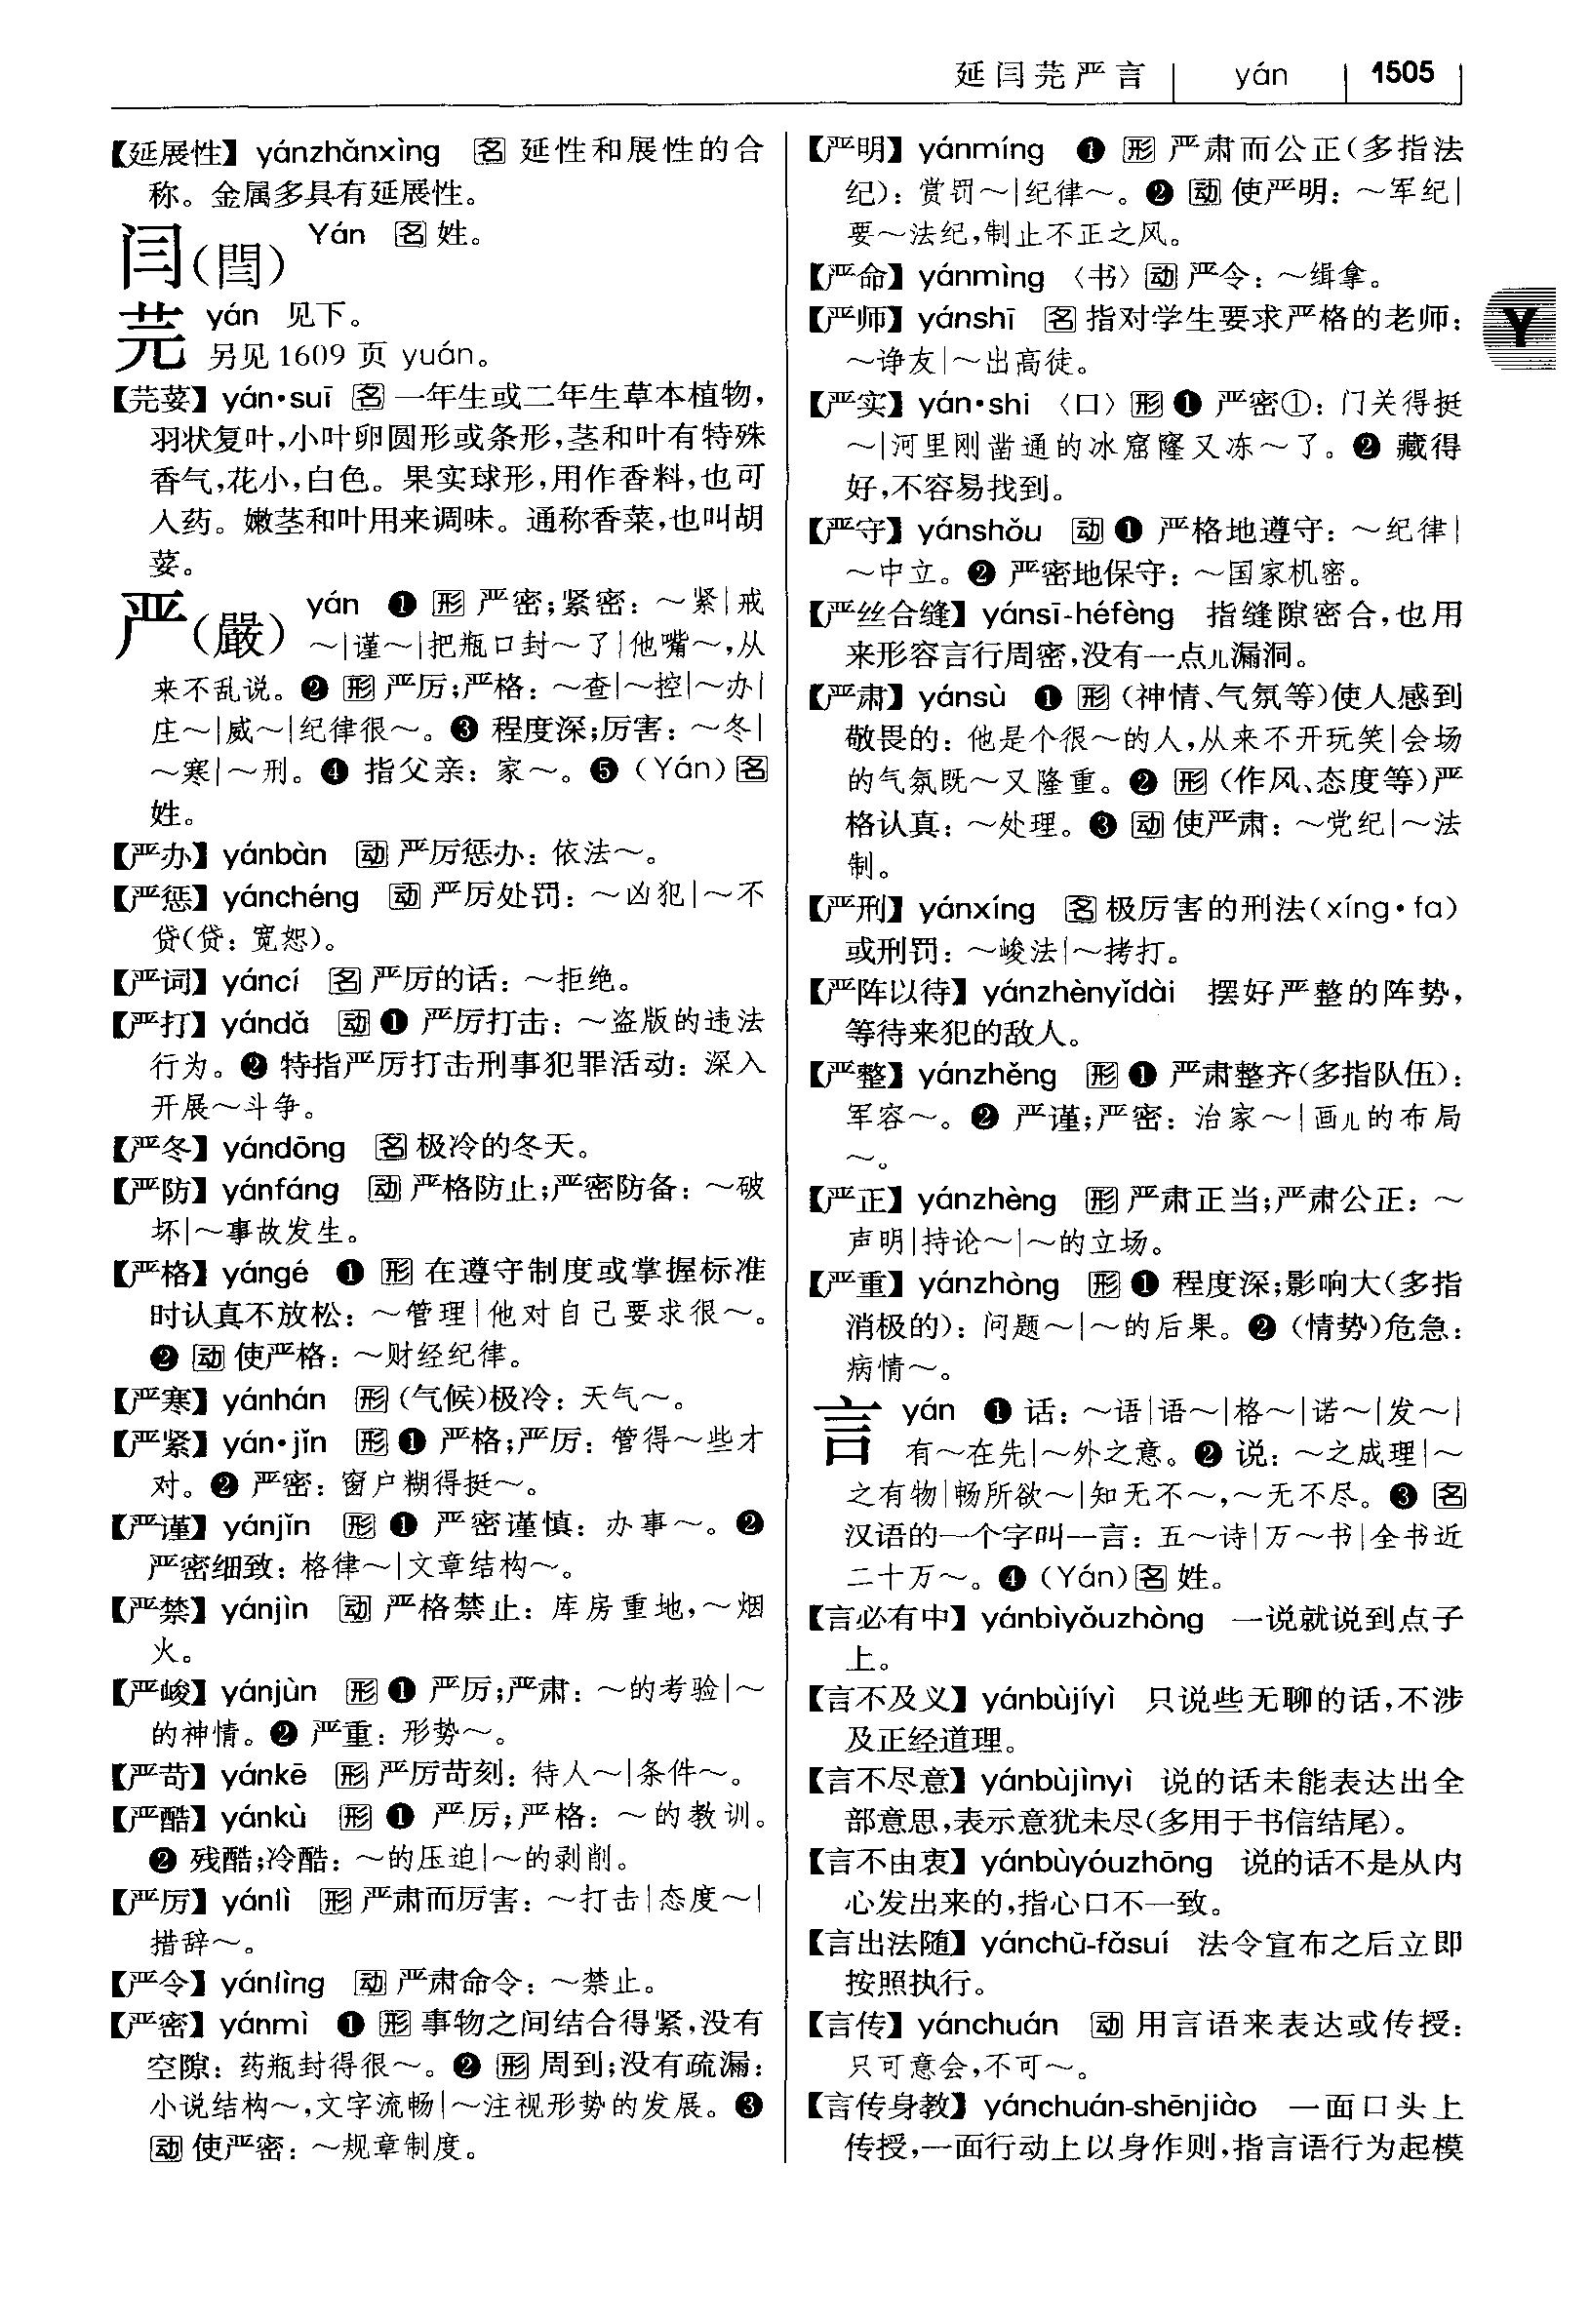 延闫芫严言 yán 1505
【延展性】 yánzhǎnxìng 名 延性和展性的合
称。金属多具有延展性。
闫(閆) Yán 名 姓。
芫 yán 见下。
另见1609页 yuán。
【芫荽】 yán•suī 名 一年生或二年生草本植物，
羽状复叶，小叶卵圆形或条形，茎和叶有特殊
香气，花小，白色。果实球形，用作香料，也可
入药。嫩茎和叶用来调味。通称香菜，也叫胡
荽。
严(嚴) yán ❶ 形 严密；紧密：～紧|戒
～|谨～|把瓶口封～了|他嘴～，从
来不乱说。❷ 形 严厉；严格：～查|～控|～办|
庄～|威～|纪律很～。❸ 程度深；厉害：～冬|
～寒|～刑。❹ 指父亲：家～。❺ (Yán) 名
姓。
【严办】 yánbàn 动 严厉惩办：依法～。
【严惩】 yánchéng 动 严厉处罚：～凶犯|～不
贷(贷：宽恕)。
【严词】 yáncí 名 严厉的话：～拒绝。
【严打】 yándǎ 动 ❶ 严厉打击：～盗版的违法
行为。❷ 特指严厉打击刑事犯罪活动：深入
开展～斗争。
【严冬】 yándōng 名 极冷的冬天。
【严防】 yánfáng 动 严格防止；严密防备：～破
坏|～事故发生。
【严格】 yángé ❶ 形 在遵守制度或掌握标准
时认真不放松：～管理|他对自己要求很～。
❷ 动 使严格：～财经纪律。
【严寒】 yánhán 形 (气候)极冷：天气～。
【严紧】 yán•jǐn 形 ❶ 严格；严厉：管得～些才
对。❷ 严密：窗户糊得挺～。
【严谨】 yánjǐn 形 ❶ 严密谨慎：办事～。❷
严密细致：格律～|文章结构～。
【严禁】 yánjìn 动 严格禁止：库房重地，～烟
火。
【严峻】 yánjùn 形 ❶ 严厉；严肃：～的考验|～
的神情。❷ 严重：形势～。
【严苛】 yánkē 形 严厉苛刻：待人～|条件～。
【严酷】 yánkù 形 ❶ 严厉；严格：～的教训。
❷ 残酷；冷酷：～的压迫|～的剥削。
【严厉】 yánlì 形 严肃而厉害：～打击|态度～|
措辞～。
【严令】 yánlìng 动 严肃命令：～禁止。
【严密】 yánmì ❶ 形 事物之间结合得紧，没有
空隙：药瓶封得很～。❷ 形 周到；没有疏漏：
小说结构～，文字流畅|～注视形势的发展。❸
动 使严密：～规章制度。
【严明】 yánmíng ❶ 形 严肃而公正(多指法
纪)：赏罚～|纪律～。❷ 动 使严明：～军纪|
要～法纪，制止不正之风。
【严命】 yánmìng 〈书〉 动 严令：～缉拿。
【严师】 yánshī 名 指对学生要求严格的老师：
～诤友|～出高徒。
【严实】 yán•shi 〈口〉 形 ❶ 严密①：门关得挺
～|河里刚凿通的冰窟窿又冻～了。❷ 藏得
好，不容易找到。
【严守】 yánshǒu 动 ❶ 严格地遵守：～纪律|
～中立。❷ 严密地保守：～国家机密。
【严丝合缝】 yánsī-héfèng 指缝隙密合，也用
来形容言行周密，没有一点儿漏洞。
【严肃】 yánsù ❶ 形 (神情、气氛等)使人感到
敬畏的：他是个很～的人，从来不开玩笑|会场
的气氛既～又隆重。❷ 形 (作风、态度等)严
格认真：～处理。❸ 动 使严肃：～党纪|～法
制。
【严刑】 yánxíng 名 极厉害的刑法(xíng•fa)
或刑罚：～峻法|～拷打。
【严阵以待】 yánzhènyǐdài 摆好严整的阵势，
等待来犯的敌人。
【严整】 yánzhěng 形 ❶ 严肃整齐(多指队伍)：
军容～。❷ 严谨；严密：治家～|画儿的布局
～。
【严正】 yánzhèng 形 严肃正当；严肃公正：～
声明|持论～|～的立场。
【严重】 yánzhòng 形 ❶ 程度深；影响大(多指
消极的)：问题～|～的后果。❷ (情势)危急：
病情～。
言 yán ❶ 话：～语|语～|格～|诺～|发～|
有～在先|～外之意。❷ 说：～之成理|～
之有物|畅所欲～|知无不～，～无不尽。❸ 名
汉语的一个字叫一言：五～诗|万～书|全书近
二十万～。❹ (Yán) 名 姓。
【言必有中】 yánbìyǒuzhòng 一说就说到点子
上。
【言不及义】 yánbùjíyì 只说些无聊的话，不涉
及正经道理。
【言不尽意】 yánbùjìnyì 说的话未能表达出全
部意思，表示意犹未尽(多用于书信结尾)。
【言不由衷】 yánbùyóuzhōng 说的话不是从内
心发出来的，指心口不一致。
【言出法随】 yánchū-fǎsuí 法令宣布之后立即
按照执行。
【言传】 yánchuán 动 用言语来表达或传授：
只可意会，不可～。
【言传身教】 yánchuán-shēnjiào 一面口头上
传授，一面行动上以身作则，指言语行为起模
Y